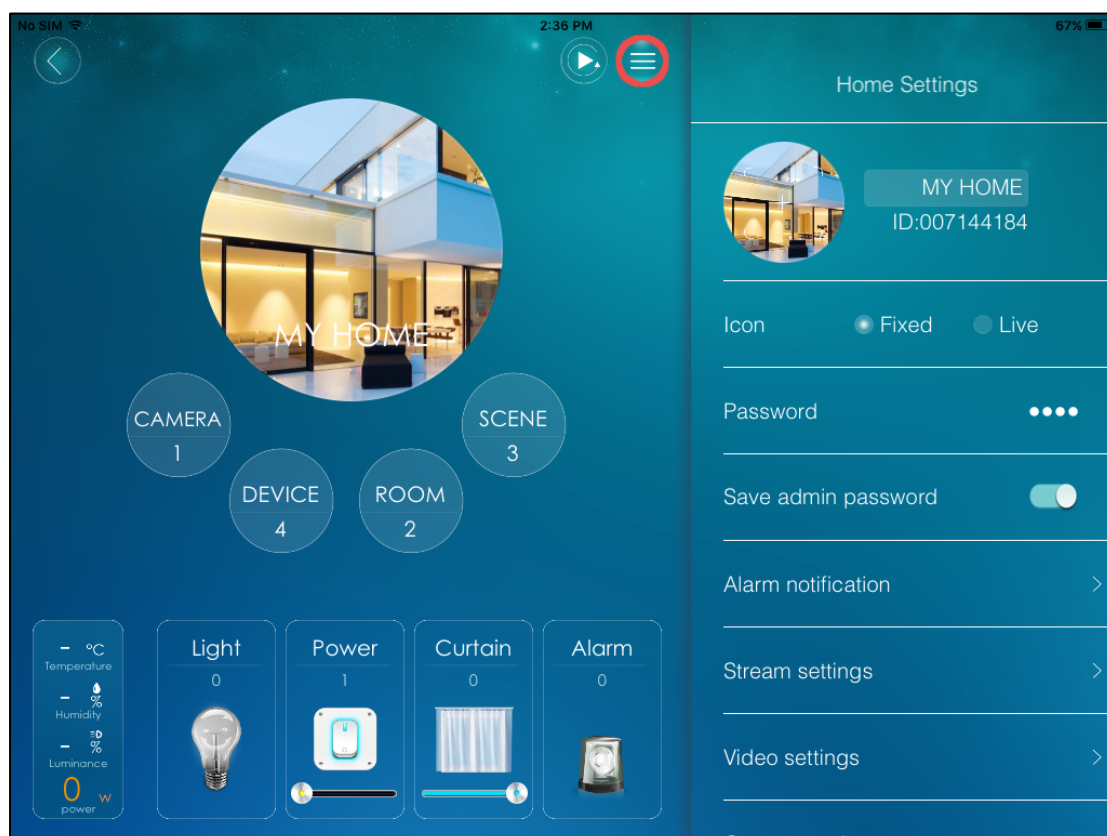 No SIM
2:36 PM
67%
MY HOME
CAMERA
1
DEVICE
4
ROOM
2
SCENE
3
- °C
Temperature
- %
Humidity
- %
Luminance
0 w
power
Light
0
Power
1
Curtain
0
Alarm
0
Home Settings
MY HOME
ID:007144184
Icon Fixed Live
Password ••••
Save admin password
Alarm notification
Stream settings
Video settings